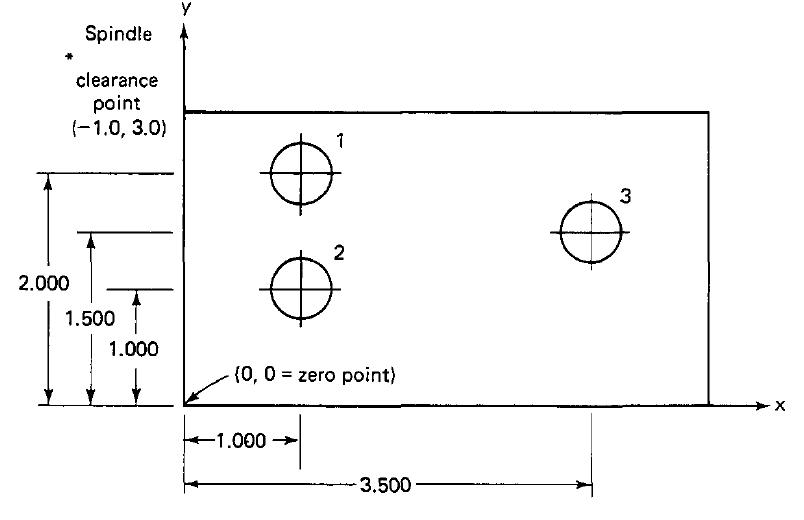 y
Spindle
*
clearance
point
(−1.0, 3.0)
1
3
2
2.000
1.500
1.000
(0, 0 = zero point)
x
1.000
3.500